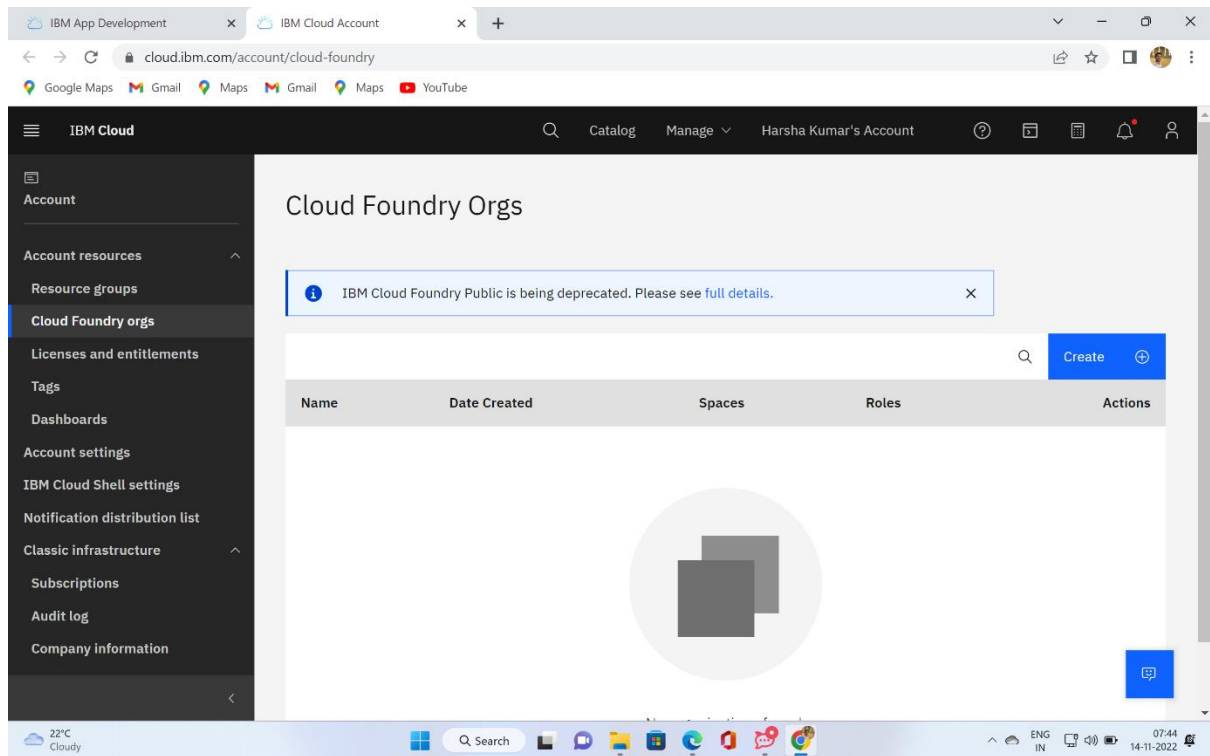 IBM App Development
IBM Cloud Account
cloud.ibm.com/account/cloud-foundry
Google Maps Gmail Maps Gmail Maps YouTube
IBM Cloud Catalog Manage Harsha Kumar's Account
Account
Account resources
Resource groups
Cloud Foundry orgs
Licenses and entitlements
Tags
Dashboards
Account settings
IBM Cloud Shell settings
Notification distribution list
Classic infrastructure
Subscriptions
Audit log
Company information
Cloud Foundry Orgs
IBM Cloud Foundry Public is being deprecated. Please see full details.
Create
Name Date Created Spaces Roles Actions
22°C
Cloudy
Search
ENG
IN
07:44
14-11-2022